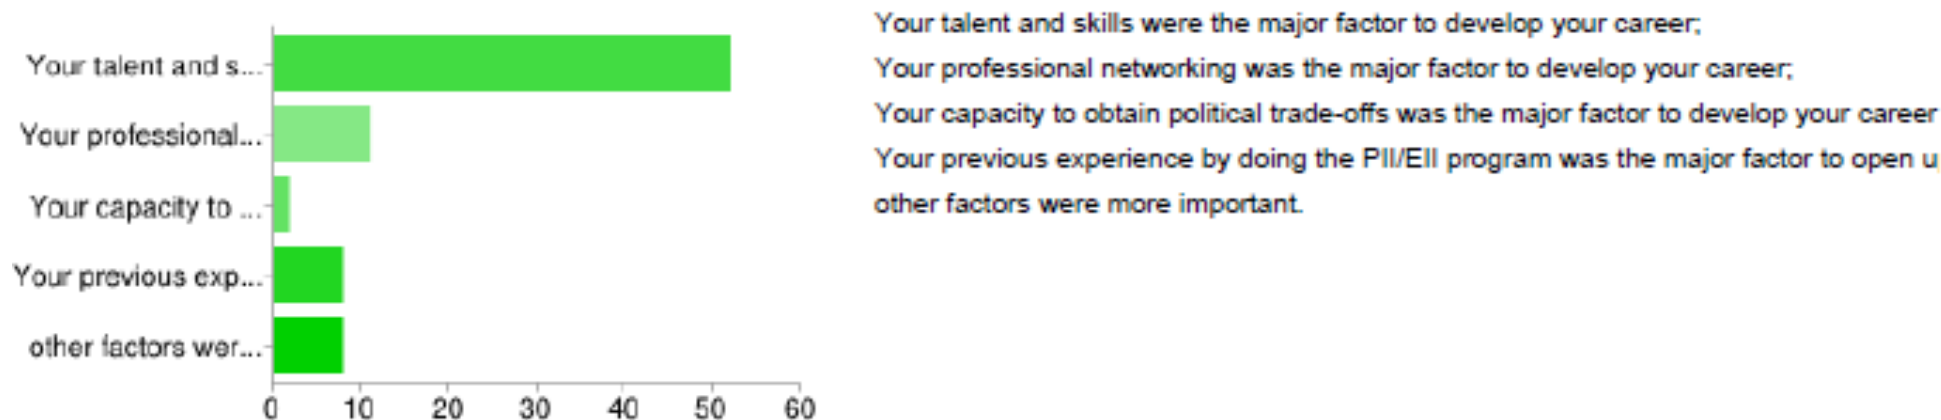 Your talent and s...
Your professional...
Your capacity to ...
Your previous exp...
other factors wer...
0 10 20 30 40 50 60
Your talent and skills were the major factor to develop your career;
Your professional networking was the major factor to develop your career;
Your capacity to obtain political trade-offs was the major factor to develop your career
Your previous experience by doing the PII/EII program was the major factor to open
other factors were more important.